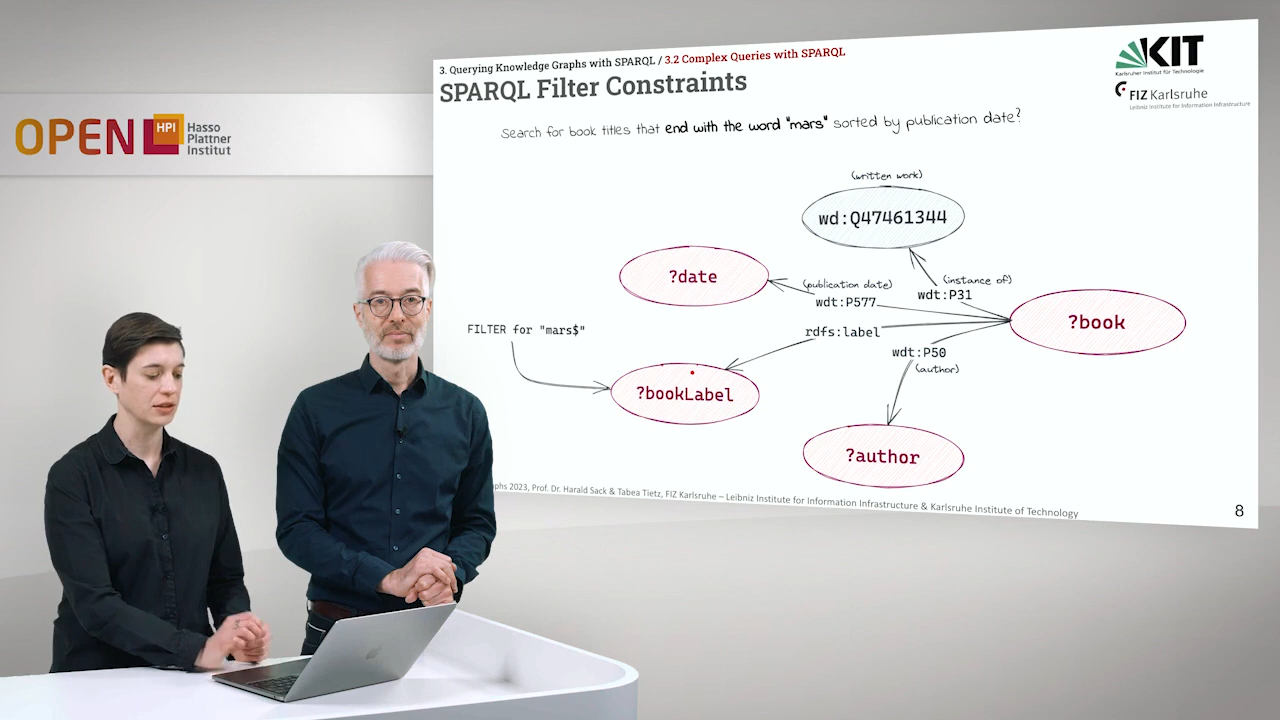 OPEN HPI Hasso
Plattner
Institut
3. Querying Knowledge Graphs with SPARQL / 3.2 Complex Queries with SPARQL
SPARQL Filter Constraints
KIT
Karlsruher Institut für Technologie
FIZ Karlsruhe
Leibniz Institute for Information Infrastructure
Search for book titles that end with the word "mars" sorted by publication date?
(written work)
wd:Q47461344
?date
(publication date)
wdt:P577
(instance of)
wdt:P31
?book
FILTER for "mars$"
rdfs:label
wdt:P50
(author)
?bookLabel
?author
2023, Prof. Dr. Harald Sack & Tabea Tietz, FIZ Karlsruhe – Leibniz Institute for Information Infrastructure & Karlsruhe Institute of Technology
8